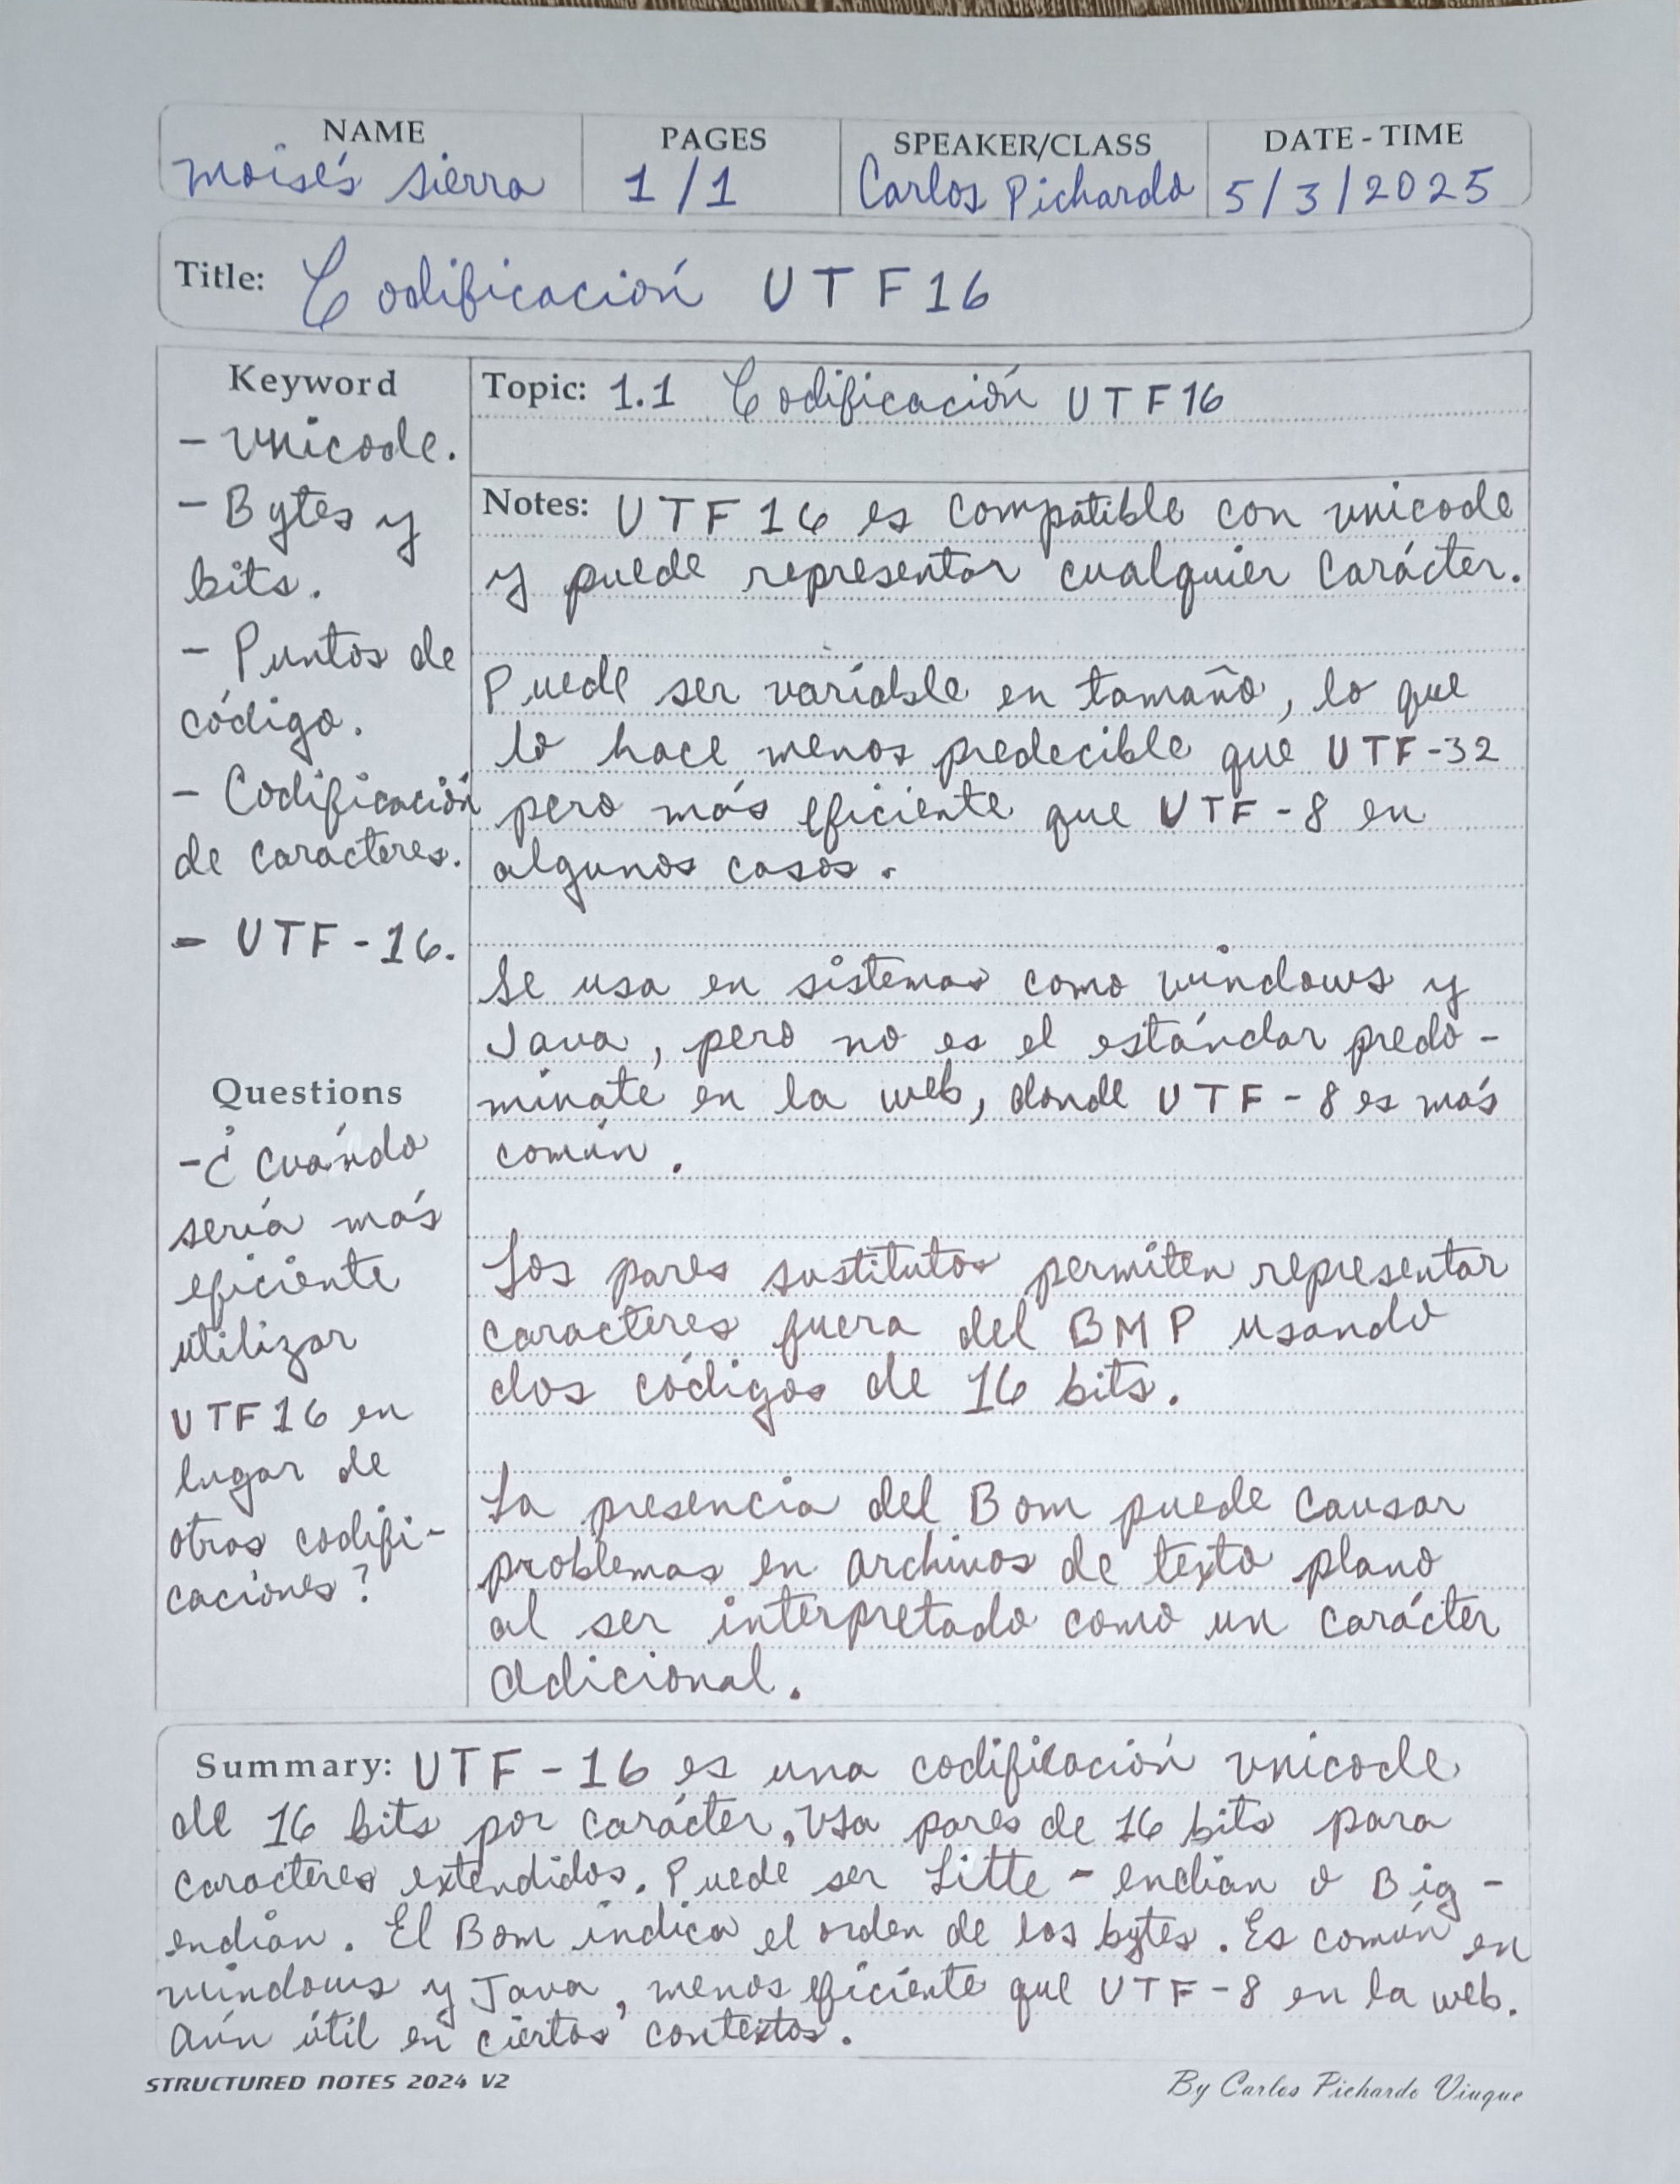 NAME
Moisés Sierra
PAGES
1/1
SPEAKER/CLASS
Carlos Pichardo
DATE - TIME
5/3/2025
Title: Codificación UTF16
Keyword
- Unicode.
- Bytes y
bits.
- Puntos de
código.
- Codificación
de caracteres.
- UTF-16.
Questions
-¿Cuándo
sería más
eficiente
utilizar
UTF16 en
lugar de
otras codifi-
caciones?
Topic: 1.1 Codificación UTF16
Notes: UTF16 es compatible con unicode
y puede representar cualquier carácter.
Puede ser variable en tamaño, lo que
lo hace menos predecible que UTF-32
pero más eficiente que UTF-8 en
algunos casos.
Se usa en sistemas como windows y
Java, pero no es el estándar predo-
minate en la web, donde UTF-8 es más
común.
Los pares sustitutos permiten representar
caracteres fuera del BMP usando
dos códigos de 16 bits.
La presencia del Bom puede causar
problemas en archivos de texto plano
al ser interpretado como un carácter
adicional.
Summary: UTF-16 es una codificación unicode
de 16 bits por carácter. Usa pares de 16 bits para
caracteres extendidos. Puede ser Litte-endian o Big-
endian. El Bom indica el orden de los bytes. Es común en
windows y Java, menos eficiente que UTF-8 en la web.
Aún útil en ciertos contextos.
STRUCTURED NOTES 2024 V2
By Carlos Pichardo Viuque